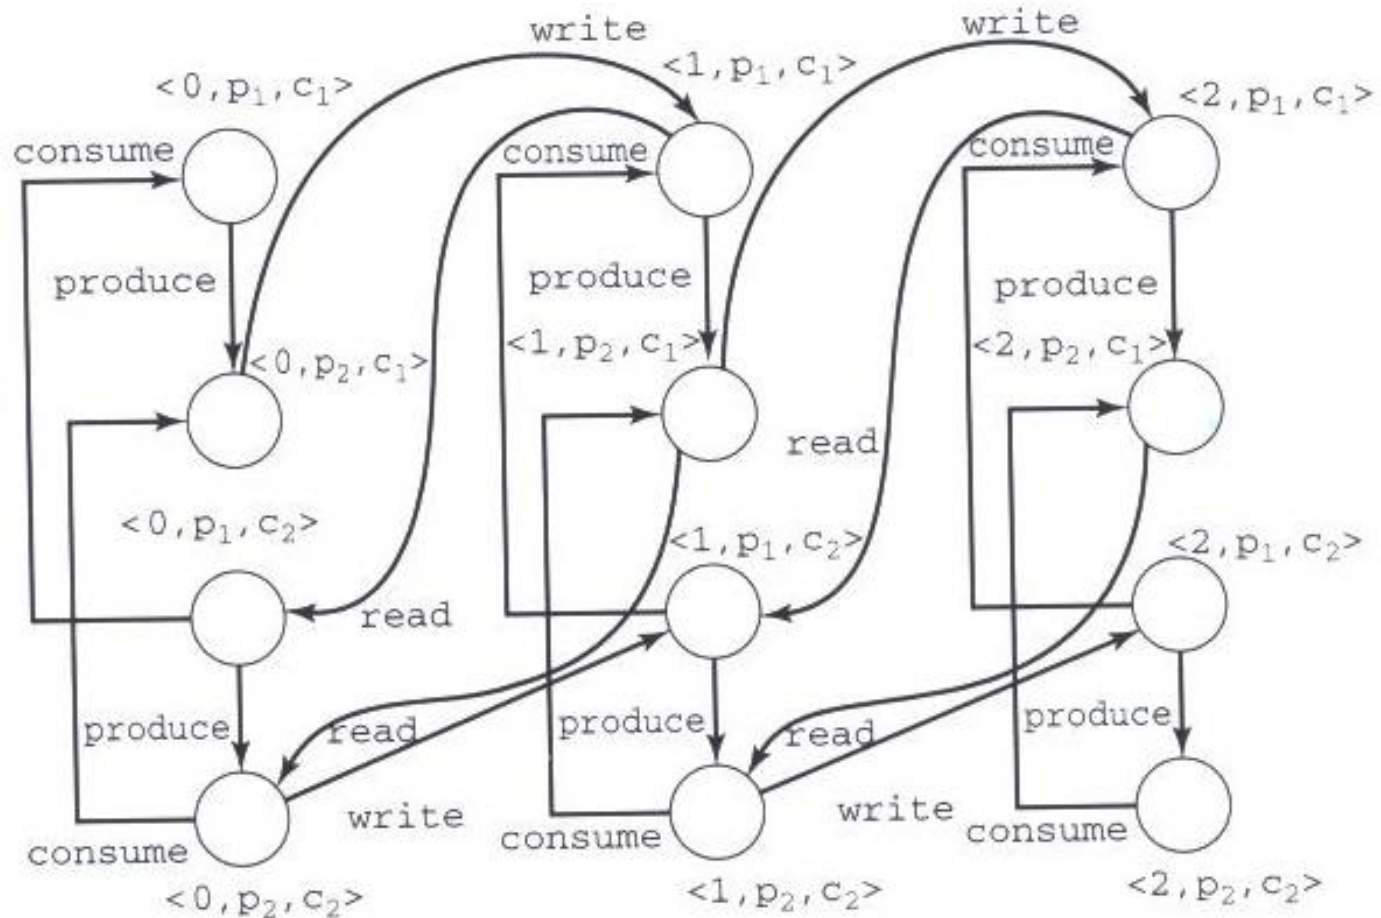 write
write
<0,p₁,c₁>
<1,p₁,c₁>
<2,p₁,c₁>
consume
consume
consume
produce
produce
produce
<0,p₂,c₁>
<1,p₂,c₁>
<2,p₂,c₁>
read
<0,p₁,c₂>
<1,p₁,c₂>
<2,p₁,c₂>
read
produce
read
produce
read
produce
write
write
consume
consume
consume
<0,p₂,c₂>
<1,p₂,c₂>
<2,p₂,c₂>